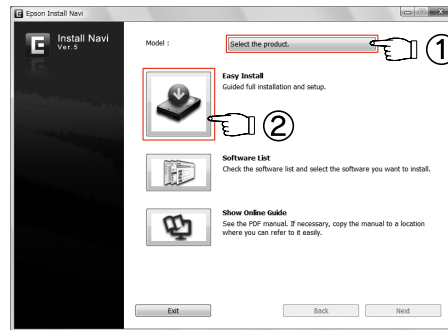 Epson Install Navi
E Install Navi
Ver.5
Model :
Select the product.
1
Easy Install
Guided full installation and setup.
2
Software List
Check the software list and select the software you want to install.
Show Online Guide
See the PDF manual. If necessary, copy the manual to a location
where you can refer to it easily.
Exit
Back
Next